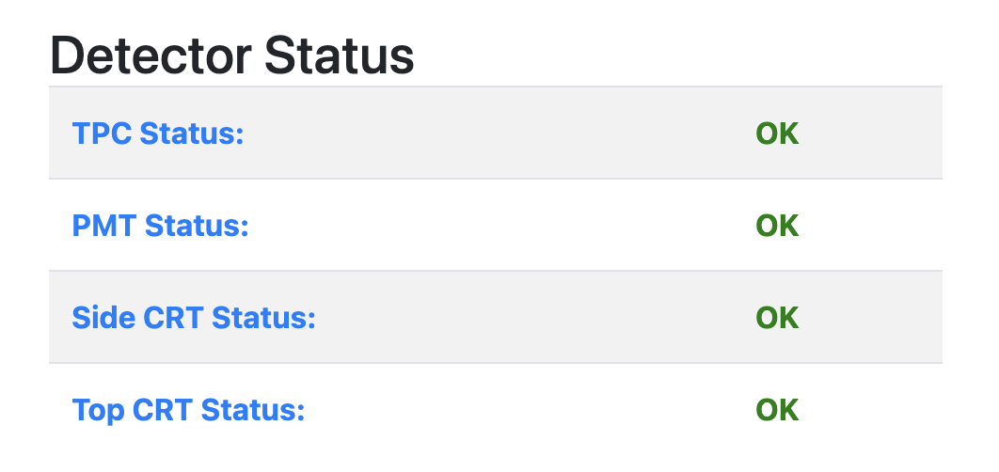 Detector Status
TPC Status: OK
PMT Status: OK
Side CRT Status: OK
Top CRT Status: OK